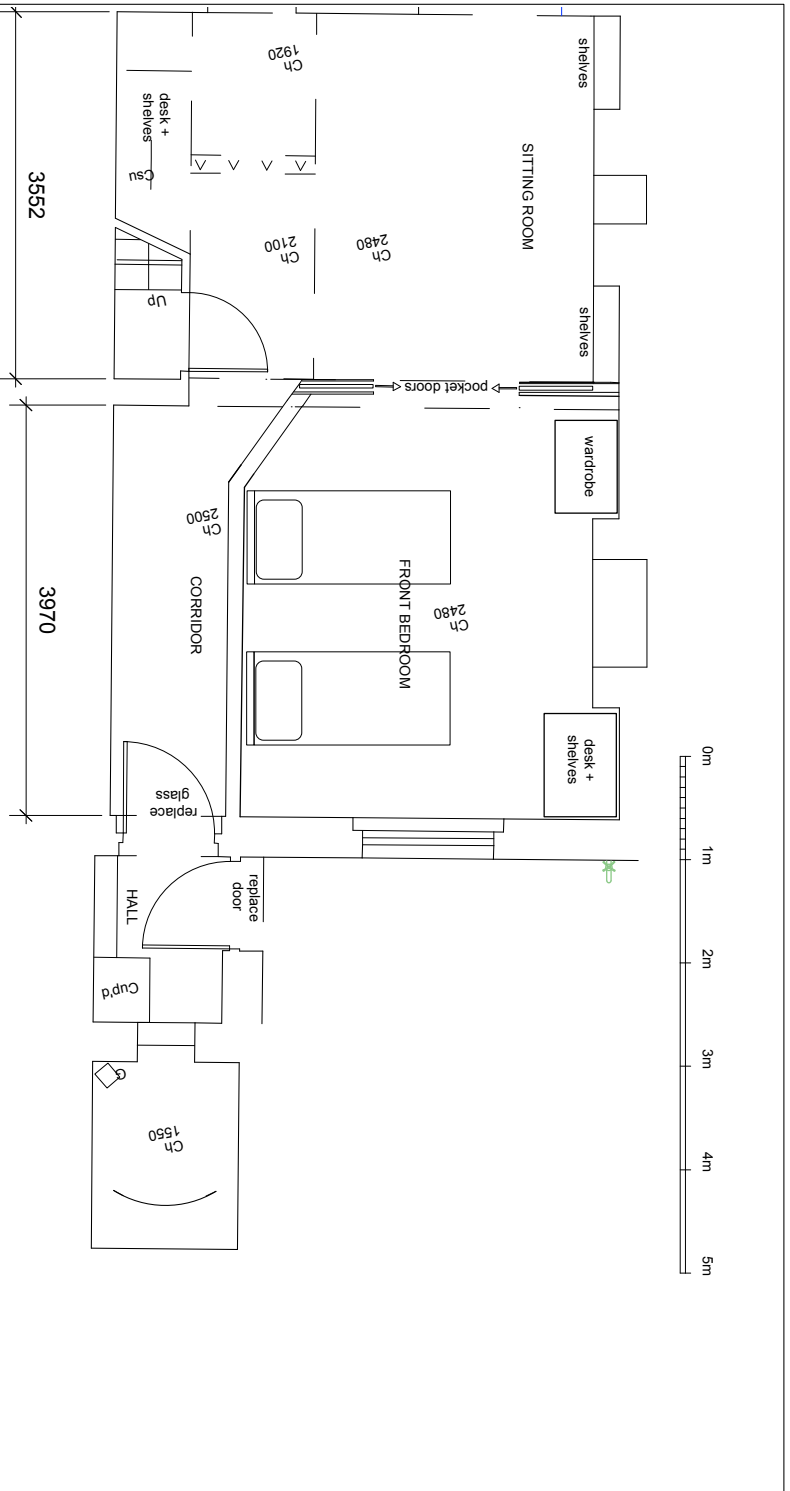 shelves
Ch
1920
desk +
shelves
SITTING ROOM
Csu
3552
Ch
2100
Ch
2480
Up
shelves
pocket doors
wardrobe
Ch
2500
CORRIDOR
FRONT BEDROOM
Ch
2480
3970
desk +
shelves
replace
glass
replace
door
HALL
Cup'd
G
Ch
1550
0m
1m
2m
3m
4m
5m